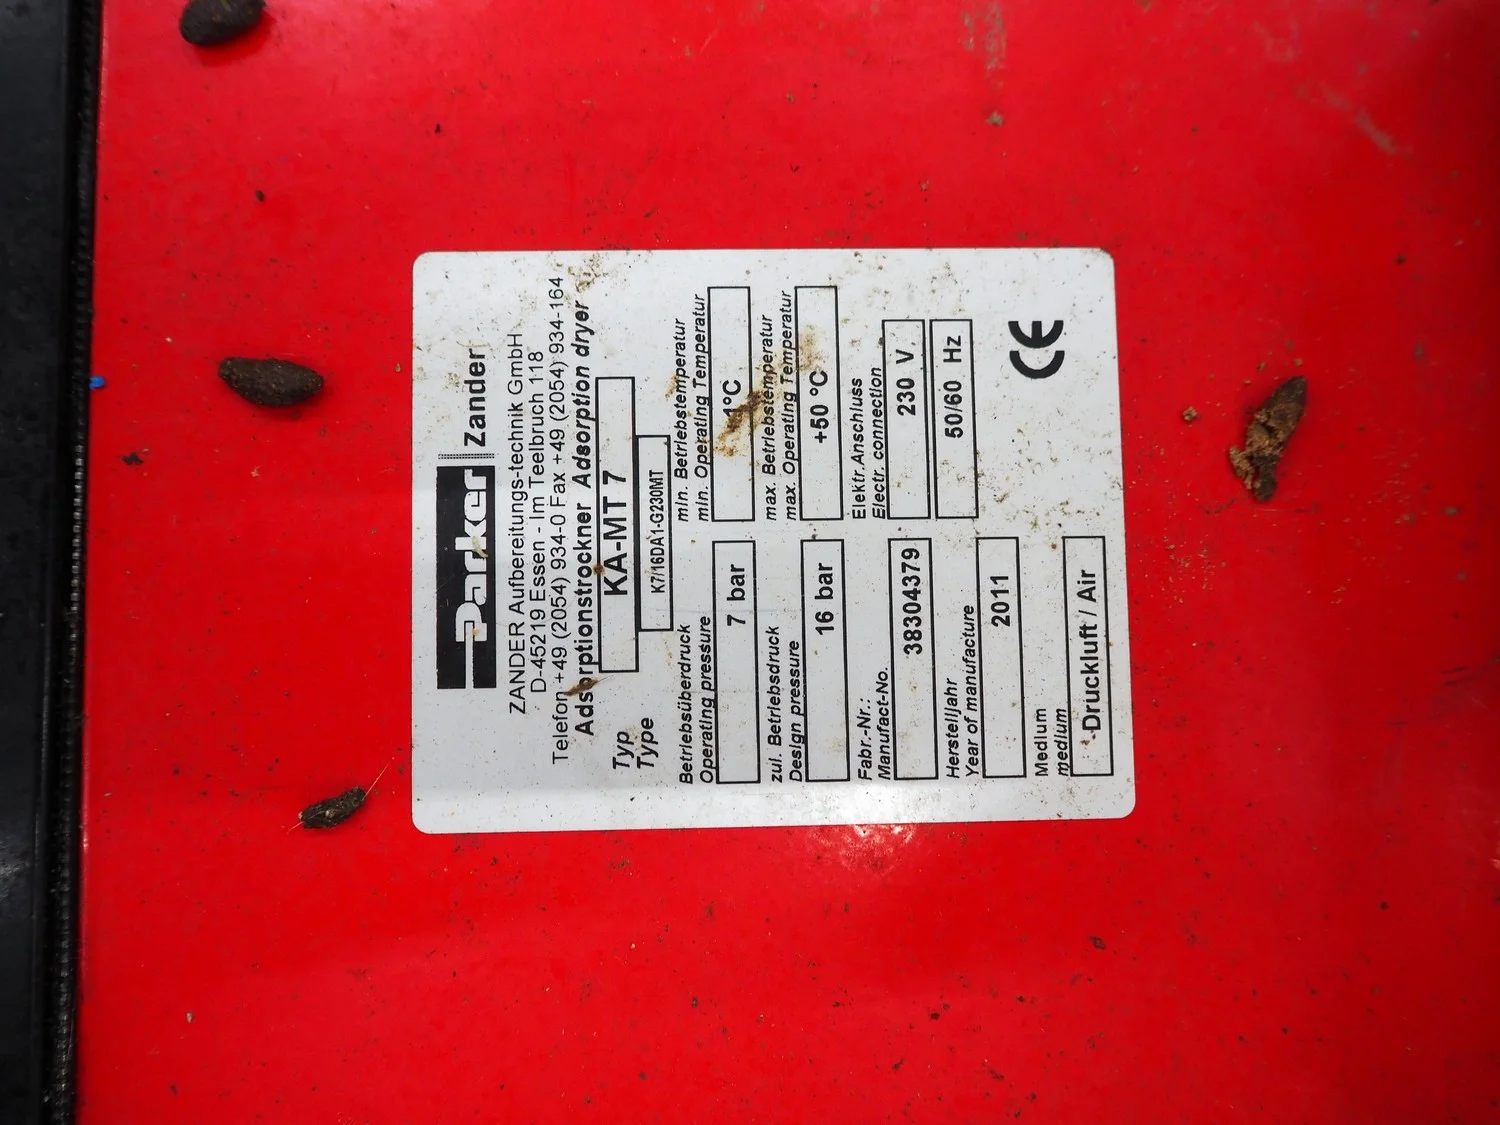 Parker Zander
ZANDER Aufbereitungs-technik GmbH
D-45219 Essen - Im Teelbruch 118
Telefon +49 (2054) 934-0 Fax +49 (2054) 934-164
Adsorptionstrockner Adsorption dryer
Typ
Type
KA-MT 7
K7/16DA1-G230MT
Betriebsüberdruck
Operating pressure
7 bar
min. Betriebstemperatur
min. Operating Temperatur
1°C
zul. Betriebsdruck
Design pressure
16 bar
max. Betriebstemperatur
max. Operating Temperatur
+50 °C
Fabr.-Nr.:
Manufact-No.
38304379
Elektr.Anschluss
Electr. connection
230 V
50/60 Hz
Herstelljahr
Year of manufacture
2011
Medium
medium
Druckluft / Air
CE